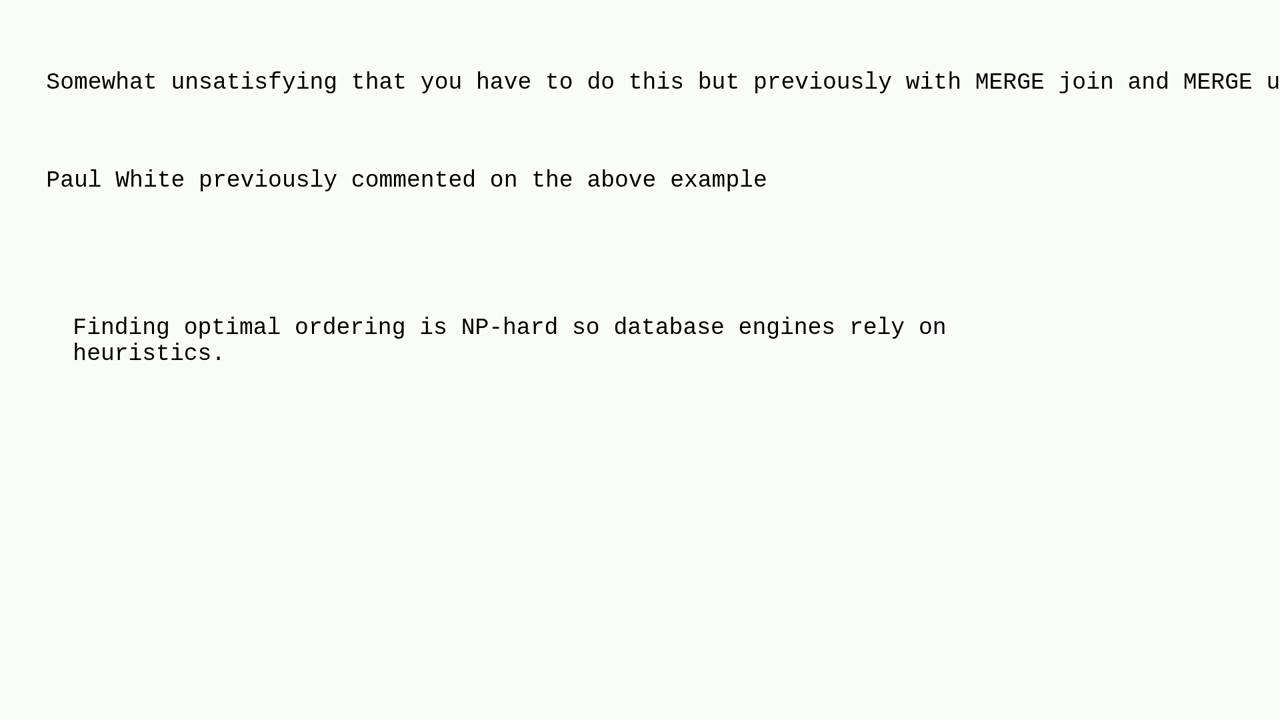 Somewhat unsatisfying that you have to do this but previously with MERGE join and MERGE
Paul White previously commented on the above example
Finding optimal ordering is NP-hard so database engines rely on
heuristics.